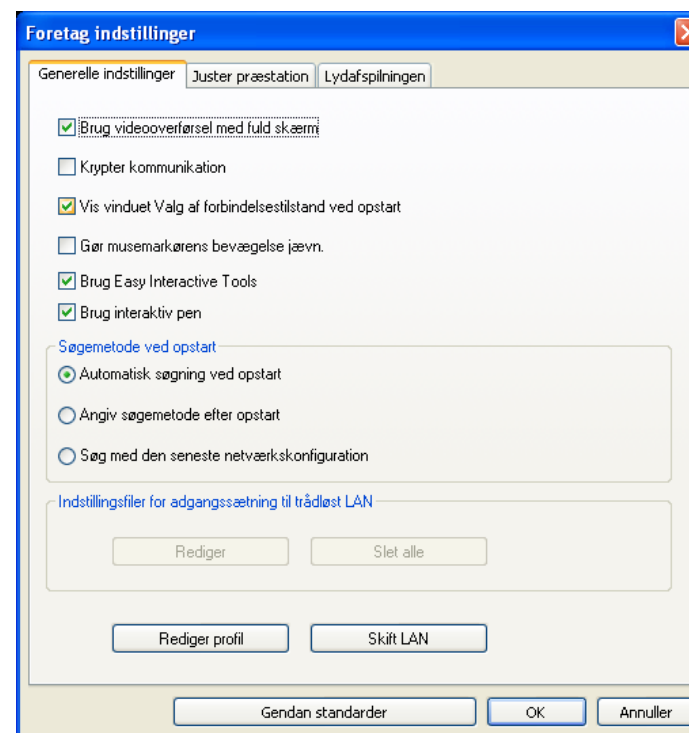 Foretag indstillinger
Generelle indstillinger
Juster præstation
Lydafspilningen
Brug videooverførsel med fuld skærm
Krypter kommunikation
Vis vinduet Valg af forbindelsestilstand ved opstart
Gør musemarkørens bevægelse jævn.
Brug Easy Interactive Tools
Brug interaktiv pen
Søgemetode ved opstart
Automatisk søgning ved opstart
Angiv søgemetode efter opstart
Søg med den seneste netværkskonfiguration
Indstillingsfiler for adgangssætning til trådløst LAN
Rediger
Slet alle
Rediger profil
Skift LAN
Gendan standarder
OK
Annuller